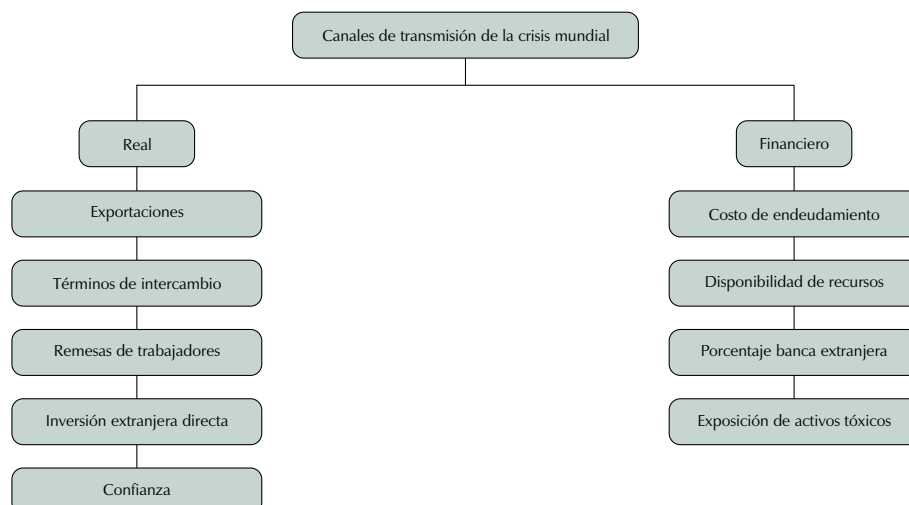 Canales de transmisión de la crisis mundial
Real
Financiero
Exportaciones
Costo de endeudamiento
Términos de intercambio
Disponibilidad de recursos
Remesas de trabajadores
Porcentaje banca extranjera
Inversión extranjera directa
Exposición de activos tóxicos
Confianza